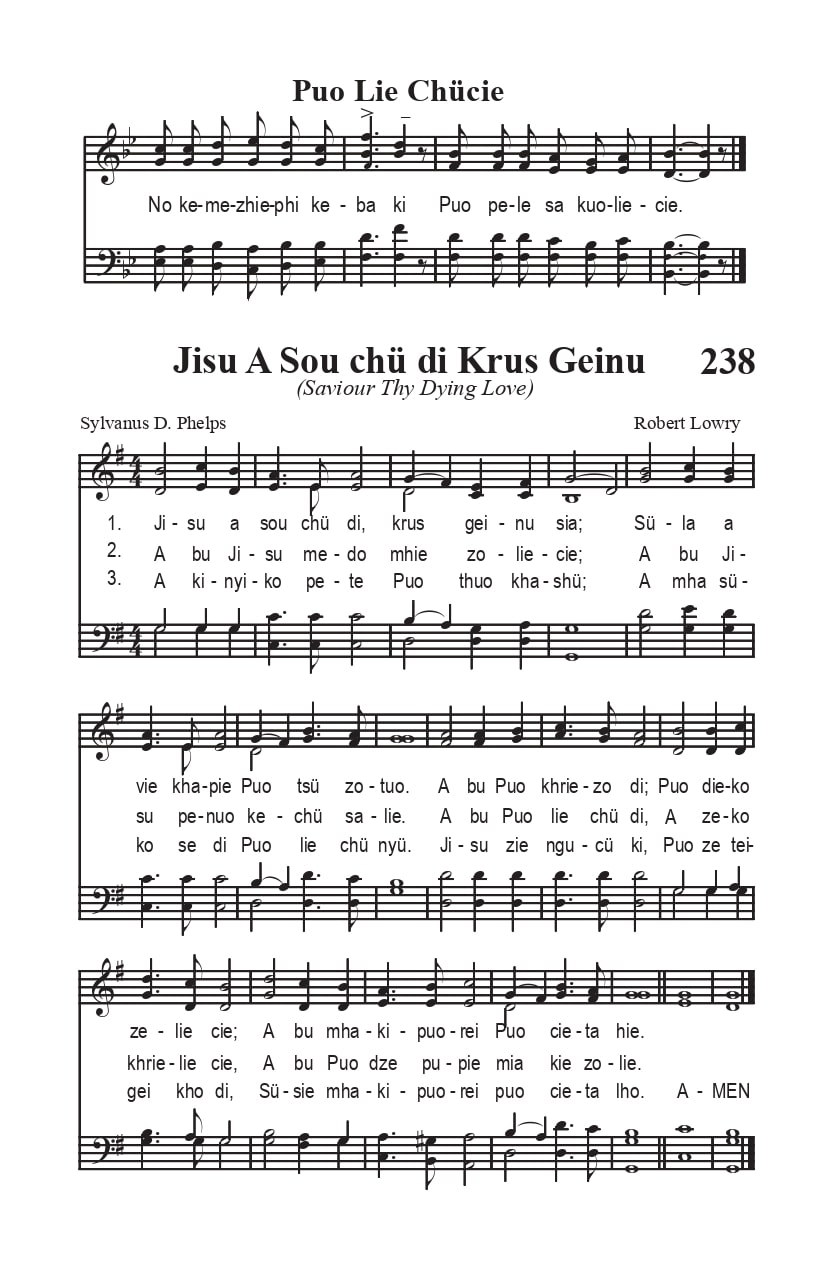 Puo Lie Chücie
No ke-me-zhie-phi ke - ba ki Puo pe-le sa kuo-lie-cie.
Jisu A Sou chü di Krus Geinu 238
(Saviour Thy Dying Love)
Sylvanus D. Phelps Robert Lowry
1. Ji- su a sou chü di, krus gei - nu sia; Sü - la a
2. A bu Ji - su me - do mhie zo - lie - cie; A bu Ji -
3. A ki - nyi - ko pe - te Puo thuo kha - shü; A mha sü -
vie kha-pie Puo tsü zo - tuo. A bu Puo khrie-zo di; Puo die-ko
su pe-nuo ke - chü sa - lie. A bu Puo lie chü di, A ze-ko
ko se di Puo lie chü nyü. Ji - su zie ngu-cü ki, Puo ze tei-
ze - lie cie; A bu mha - ki - puo-rei Puo cie-ta hie.
khrie - lie cie, A bu Puo dze pu-pie mia kie zo-lie.
gei kho di, Sü-sie mha-ki-puo-rei puo cie-ta lho. A-MEN